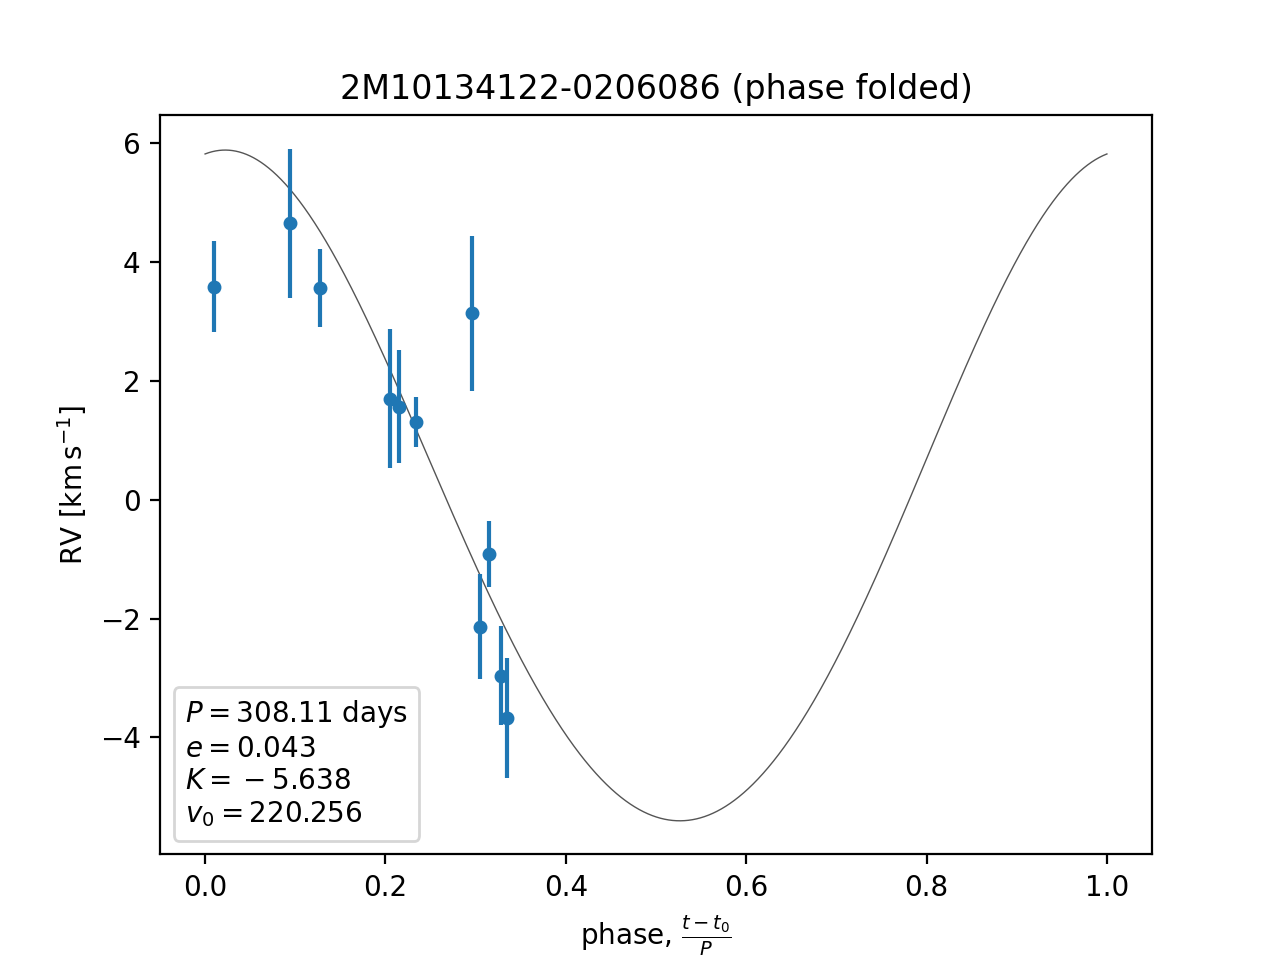 2M10134122-0206086 (phase folded)
6
4
2
0
−2
−4
RV [km s⁻¹]
P = 308.11 days
e = 0.043
K = − 5.638
v₀ = 220.256
0.0 0.2 0.4 0.6 0.8 1.0
phase, (t − t₀)/P